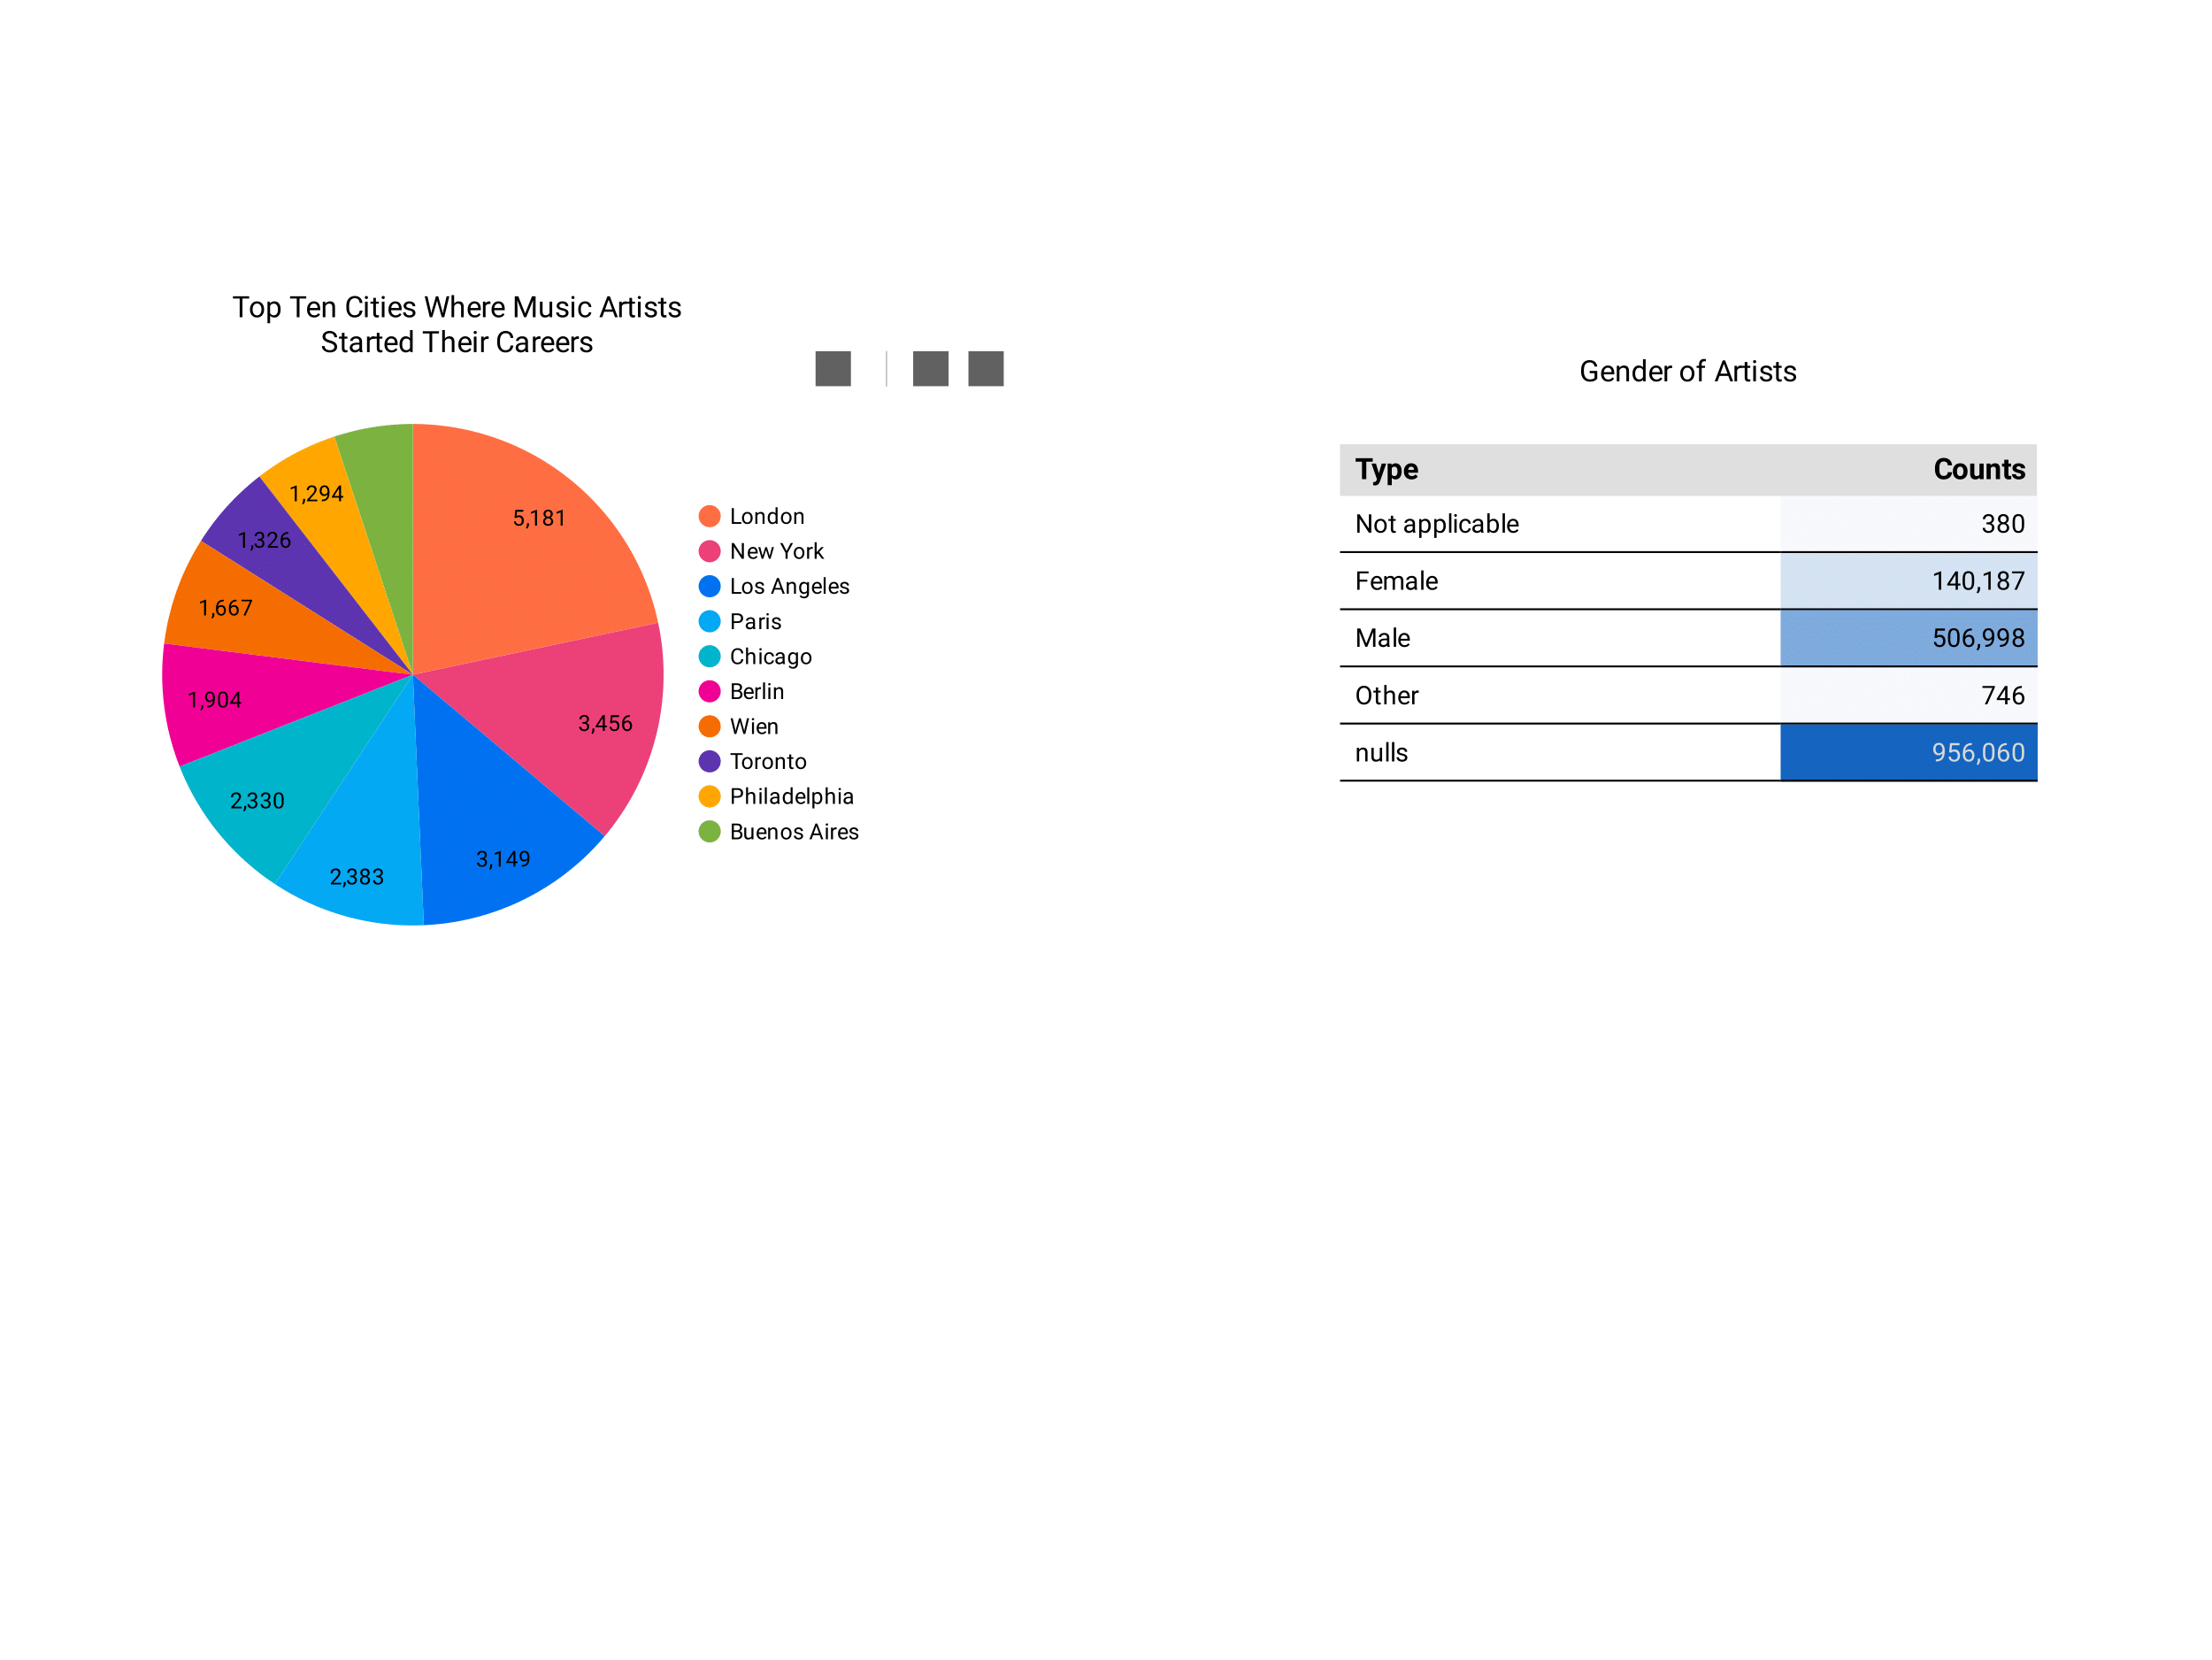 Top Ten Cities Where Music Artists
Started Their Careers
5,181
3,456
3,149
2,383
2,330
1,904
1,667
1,326
1,294
London
New York
Los Angeles
Paris
Chicago
Berlin
Wien
Toronto
Philadelphia
Buenos Aires
Gender of Artists
Type Counts
Not applicable 380
Female 140,187
Male 506,998
Other 746
nulls 956,060